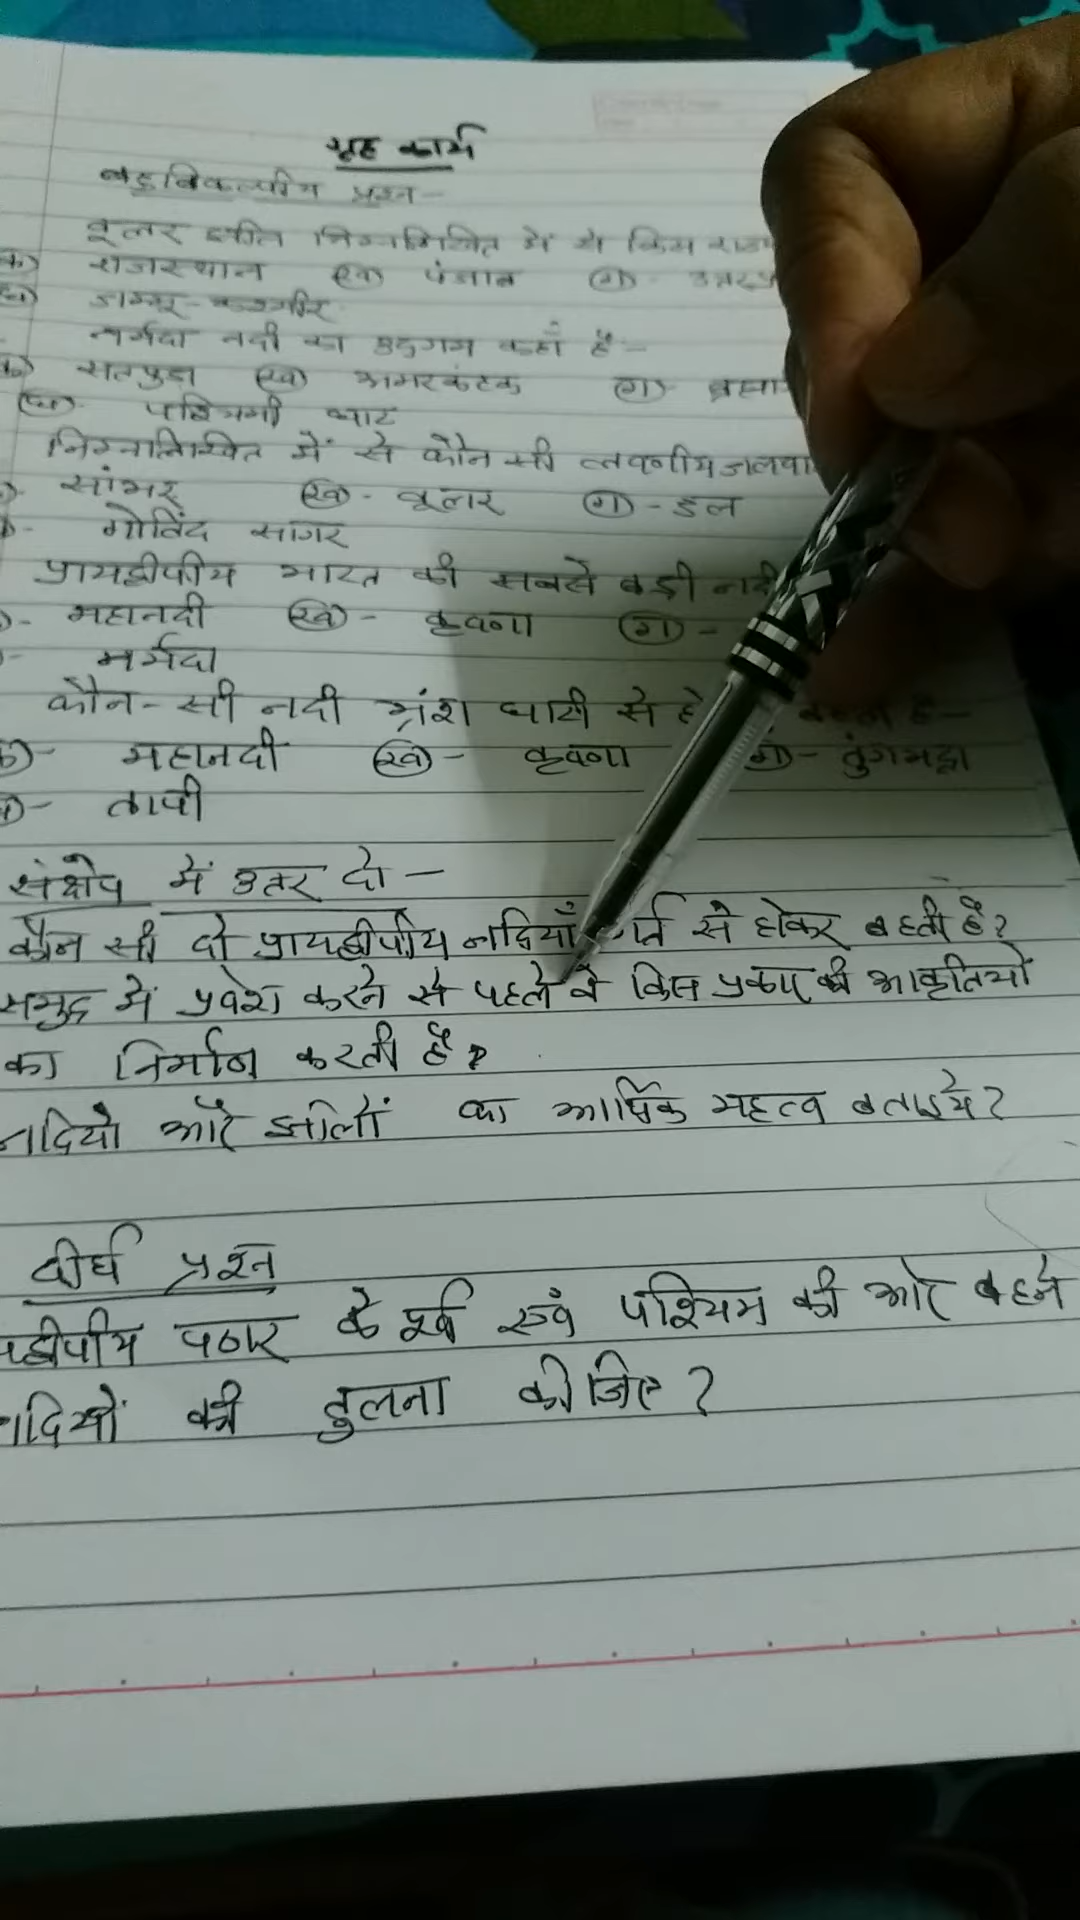 गृह कार्य
बहुविकल्पीय प्रश्न -
वूलर झील निम्नलिखित में से किस
राजस्थान (ख) पंजाब (ग) -
जम्मू-कश्मीर
नर्मदा नदी का उद्गम कहाँ है -
सतपुड़ा (ख) अमरकंटक (ग)
(घ) पश्चिमी घाट
निम्नलिखित में से कौन सी लवणीय
सांभर (ख) - वूलर (ग) - डल
गोविंद सागर
प्रायद्वीपीय भारत की सबसे बड़ी नदी
महानदी (ख) - कृष्णा (ग) -
नर्मदा
कौन - सी नदी भ्रंश घाटी से है -
महानदी (ख) - कृष्णा (ग) - तुंगभद्रा
तापी
संक्षेप में उतर दो -
कौन सी दो प्रायद्वीपीय नदियाँ गर्त से होकर बहती है?
समुद्र में प्रवेश करने से पहले वे किस प्रकार की आकृतियो
का निर्माण करती है?
नदियो और झीलों का आर्थिक महत्व बताइये?
दीर्घ प्रश्न
पठार के पूर्व एवं पश्चिम की ओर बहने
की तुलना कीजिए?